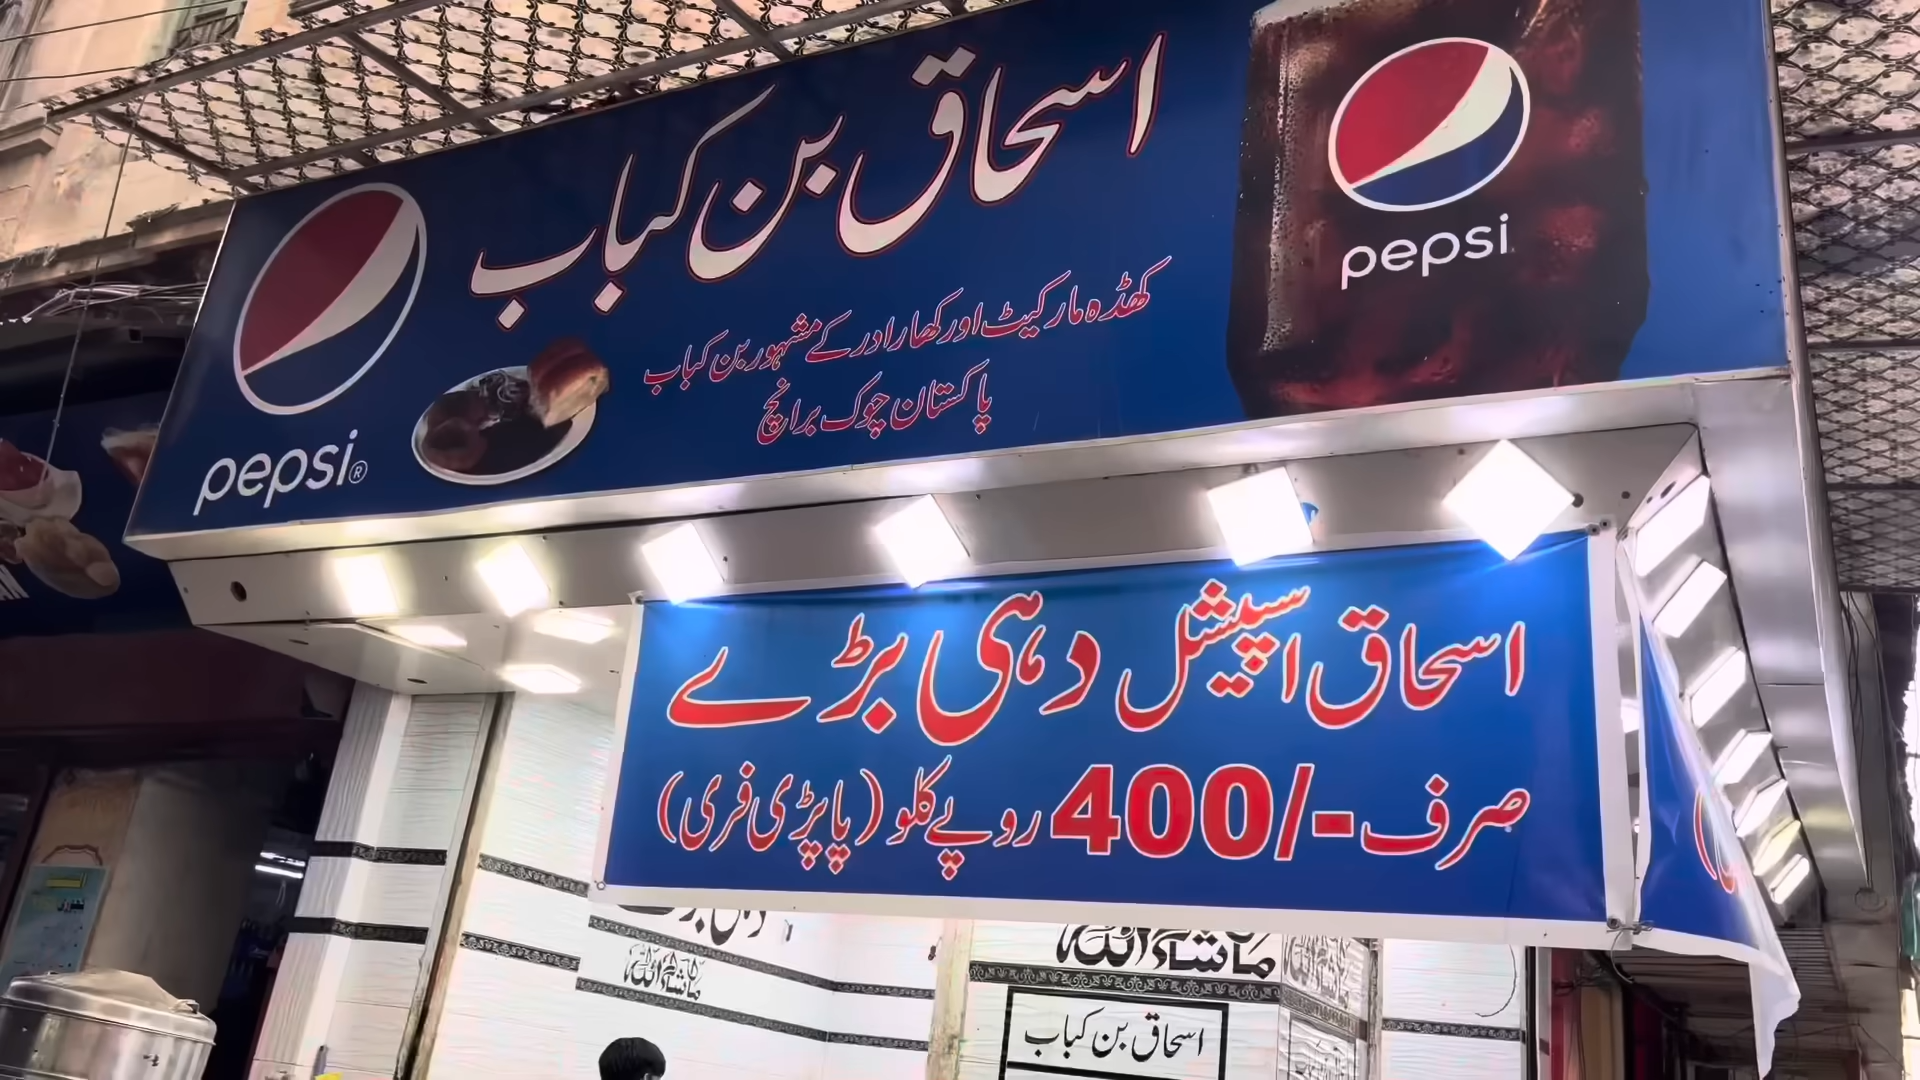 اسحاق بن کباب
کھڈہ مارکیٹ اور کھارادر کے مشہور بن کباب
پاکستان چوک برانچ
pepsi®
pepsi
اسحاق اسپیشل دہی بڑے
صرف -/400 روپے کلو (پاپڑی فری)
ماشاءاللہ
ماشاءاللہ
اسحاق بن کباب